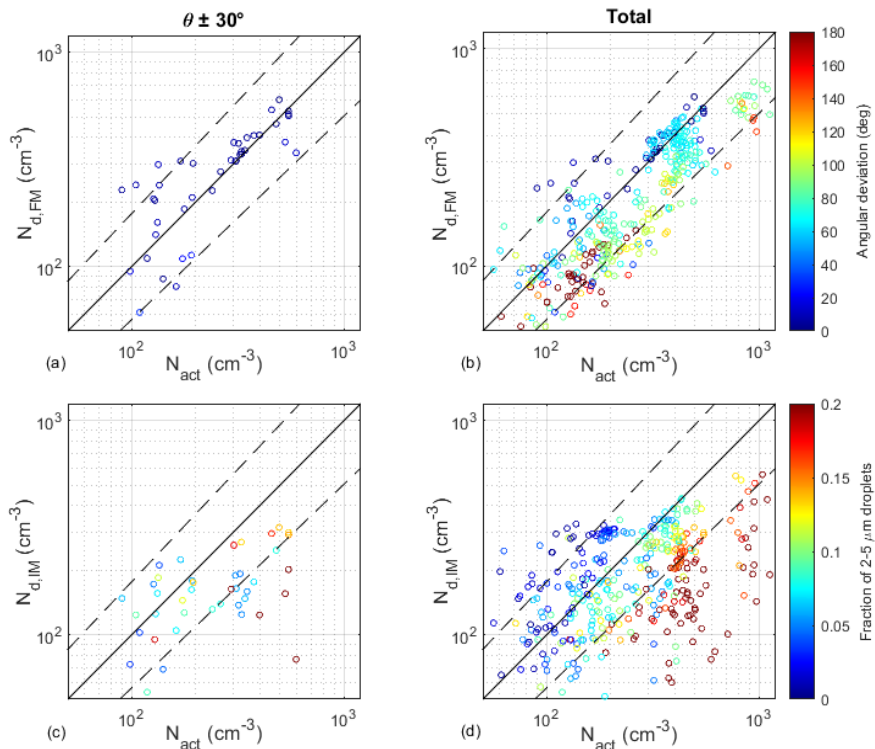 θ ± 30°
Total
10³
10²
N_d,FM (cm⁻³)
10² 10³
(a) N_act (cm⁻³)
10³
10²
N_d,FM (cm⁻³)
10² 10³
(b) N_act (cm⁻³)
180
160
140
120
100
80
60
40
20
0
Angular deviation (deg)
10³
10²
N_d,IM (cm⁻³)
10² 10³
(c) N_act (cm⁻³)
10³
10²
N_d,IM (cm⁻³)
10² 10³
(d) N_act (cm⁻³)
0.2
0.15
0.1
0.05
0
Fraction of 2-5 μm droplets